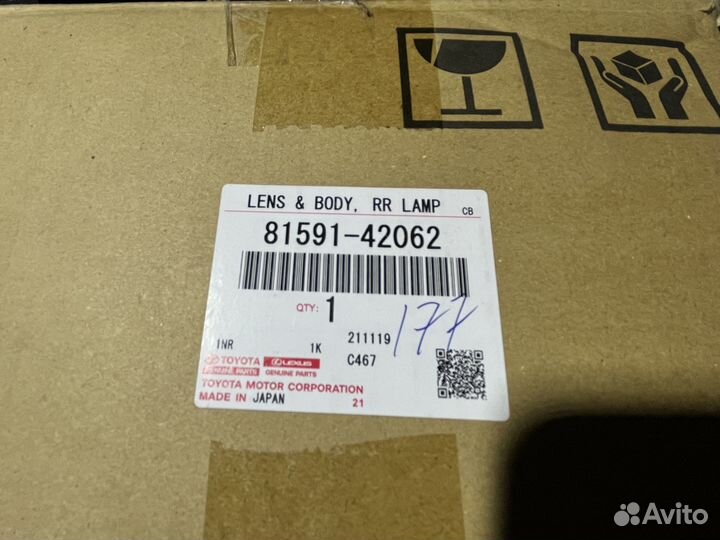 LENS & BODY, RR LAMP CB
81591-42062
QTY: 1
177
211119
1NR 1K C467
TOYOTA LEXUS
GENUINE PARTS GENUINE PARTS
TOYOTA MOTOR CORPORATION
MADE IN JAPAN 21
Avito